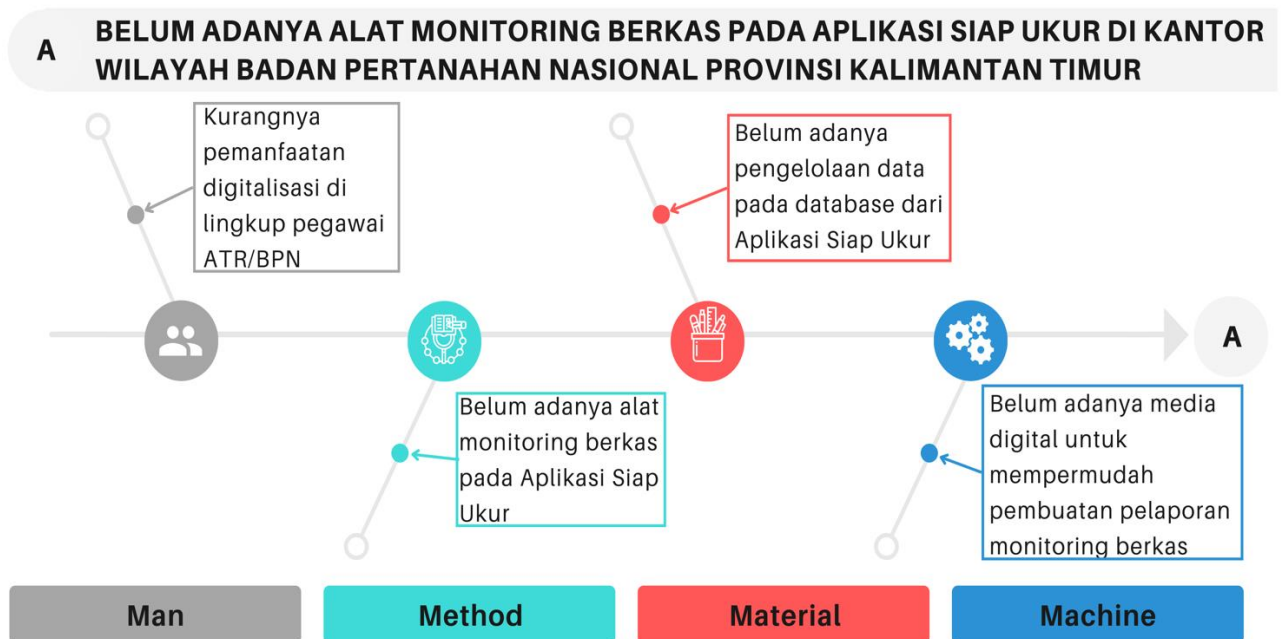 A
BELUM ADANYA ALAT MONITORING BERKAS PADA APLIKASI SIAP UKUR DI KANTOR
WILAYAH BADAN PERTANAHAN NASIONAL PROVINSI KALIMANTAN TIMUR
Kurangnya
pemanfaatan
digitalisasi di
lingkup pegawai
ATR/BPN
Belum adanya
pengelolaan data
pada database dari
Aplikasi Siap Ukur
A
Belum adanya alat
monitoring berkas
pada Aplikasi Siap
Ukur
Belum adanya media
digital untuk
mempermudah
pembuatan pelaporan
monitoring berkas
Man
Method
Material
Machine